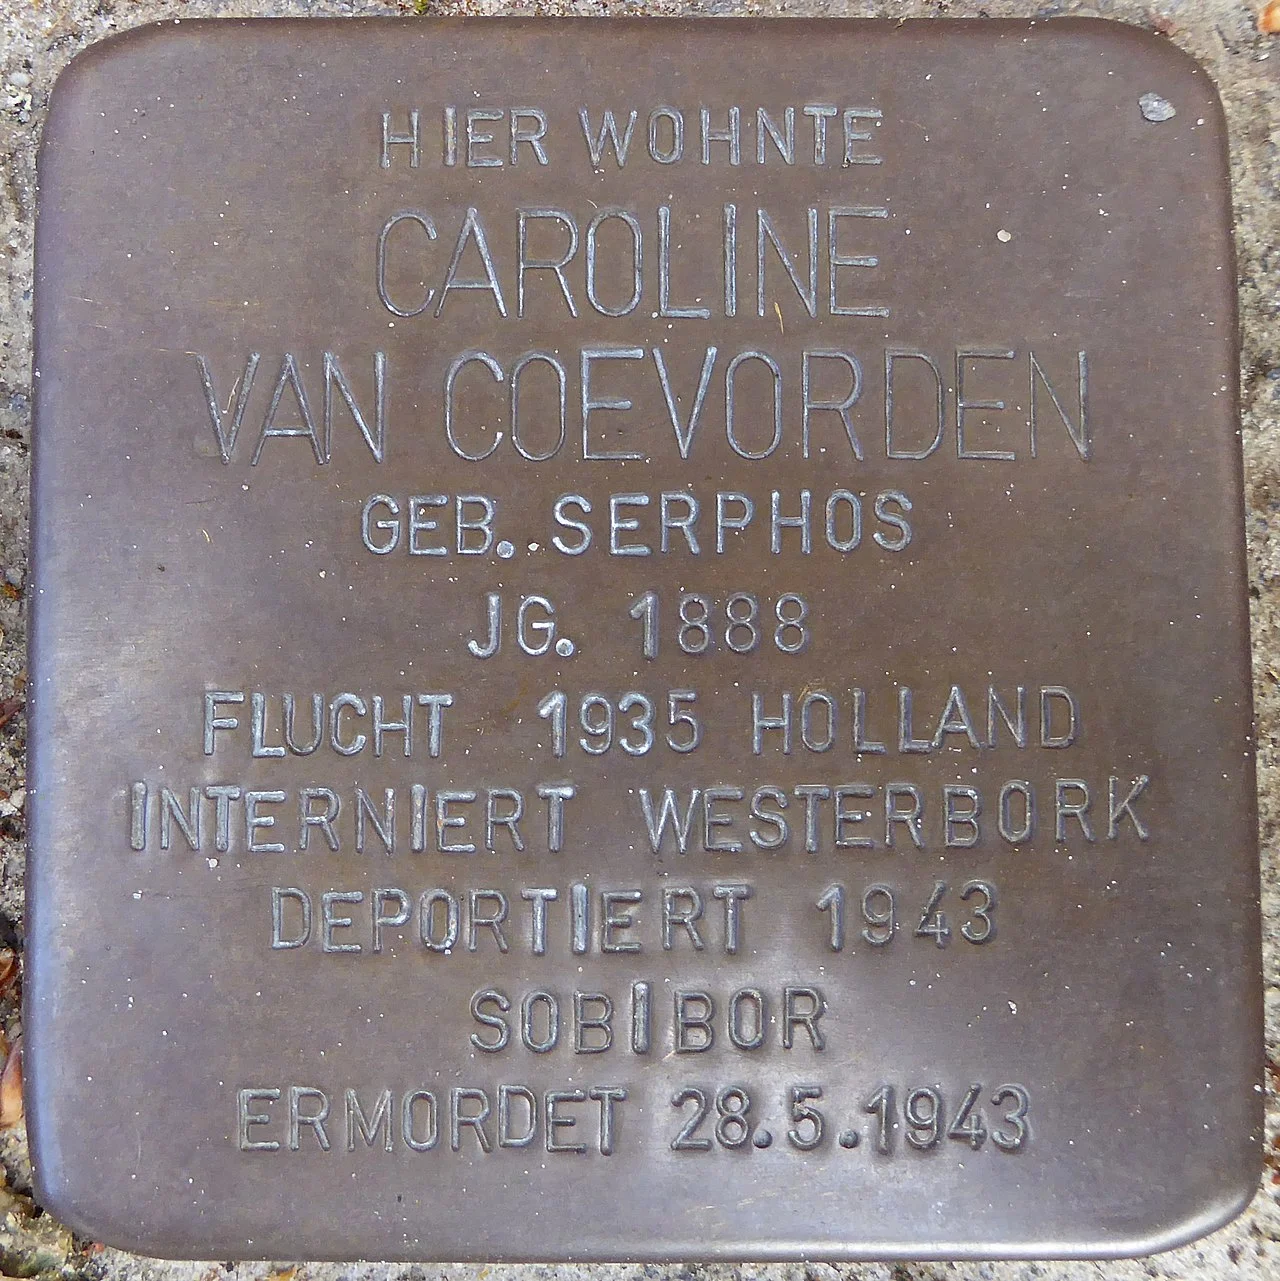 HIER WOHNTE
CAROLINE
VAN COEVORDEN
GEB. SERPHOS
JG. 1888
FLUCHT 1935 HOLLAND
INTERNIERT WESTERBORK
DEPORTIERT 1943
SOBIBOR
ERMORDET 28.5.1943